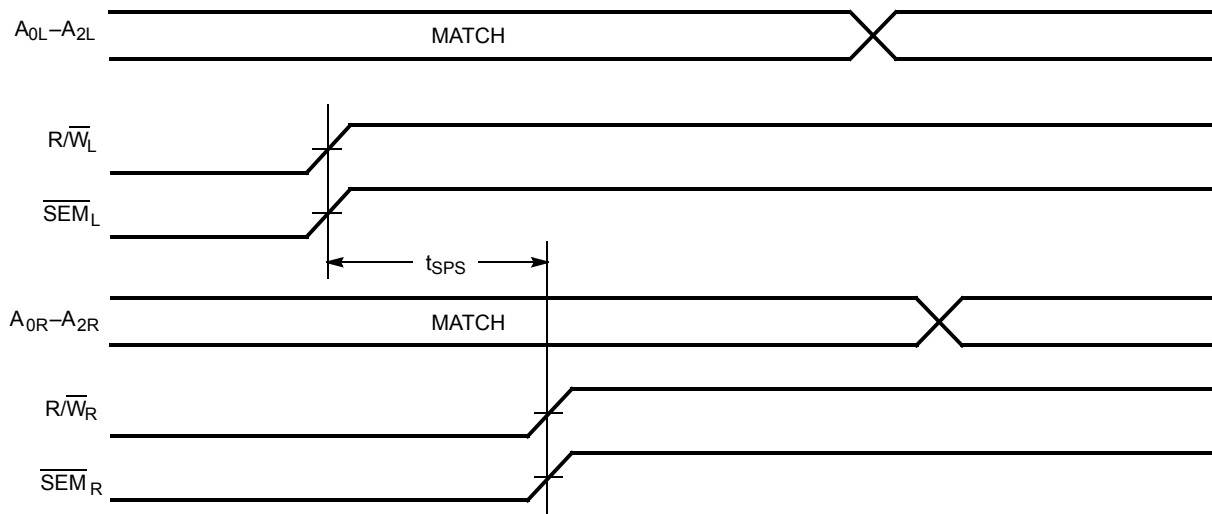 A0L–A2L
MATCH
R/W̅L
S̅E̅M̅L
tSPS
A0R–A2R
MATCH
R/W̅R
S̅E̅M̅R